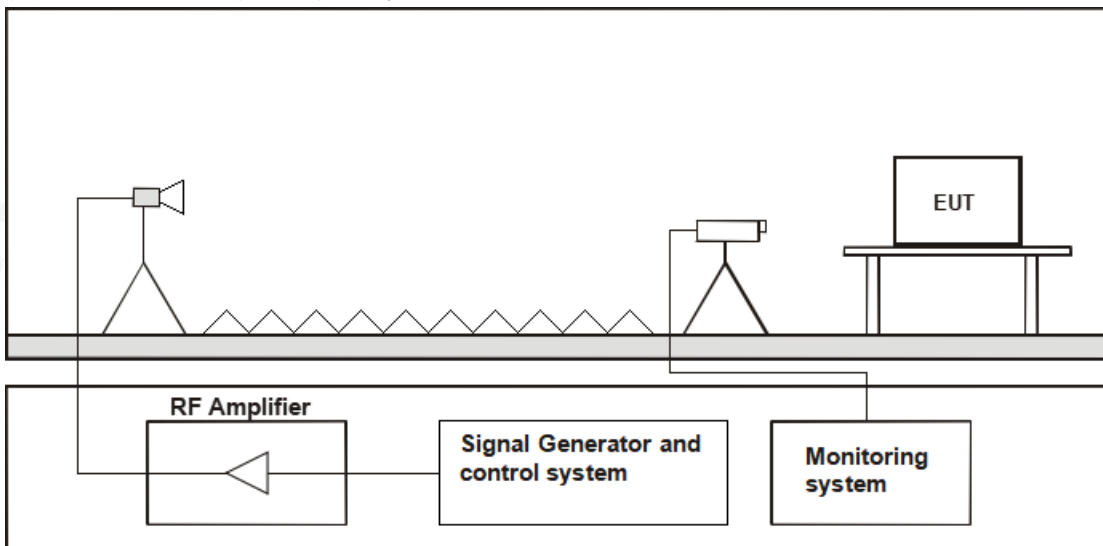 EUT
RF Amplifier
Signal Generator and
control system
Monitoring
system